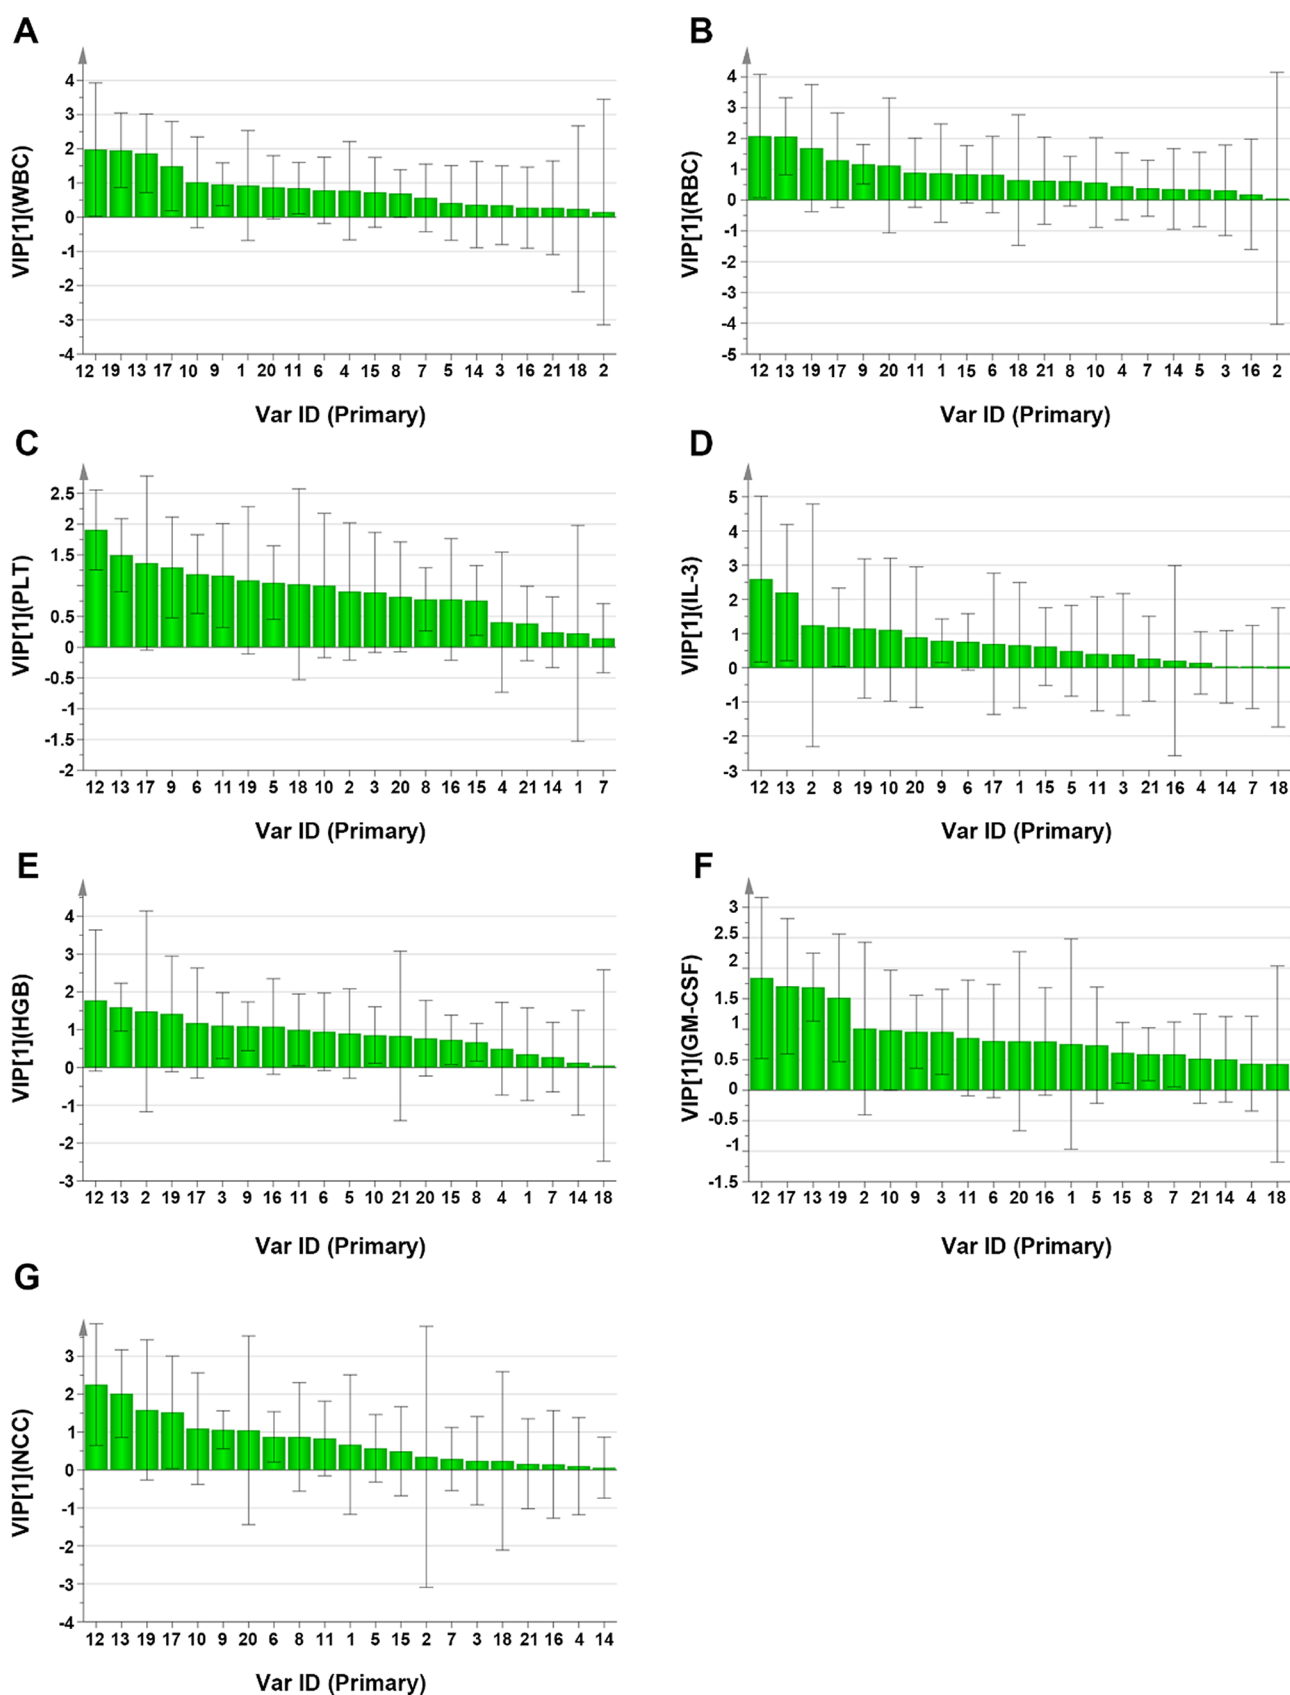 A
VIP[1](WBC)
4
3
2
1
0
-1
-2
-3
-4
12 19 13 17 10 9 1 20 11 6 4 15 8 7 5 14 3 16 21 18 2
Var ID (Primary)
B
VIP[1](RBC)
4
3
2
1
0
-1
-2
-3
-4
-5
12 13 19 17 9 20 11 1 15 6 18 21 8 10 4 7 14 5 3 16 2
Var ID (Primary)
C
VIP[1](PLT)
2.5
2
1.5
1
0.5
0
-0.5
-1
-1.5
-2
12 13 17 9 6 11 19 5 18 10 2 3 20 8 16 15 4 21 14 1 7
Var ID (Primary)
D
VIP[1](IL-3)
5
4
3
2
1
0
-1
-2
-3
12 13 2 8 19 10 20 9 6 17 1 15 5 11 3 21 16 4 14 7 18
Var ID (Primary)
E
VIP[1](HGB)
4
3
2
1
0
-1
-2
-3
12 13 2 19 17 3 9 16 11 6 5 10 21 20 15 8 4 1 7 14 18
Var ID (Primary)
F
VIP[1](GM-CSF)
3
2.5
2
1.5
1
0.5
0
-0.5
-1
-1.5
12 17 13 19 2 10 9 3 11 6 20 16 1 5 15 8 7 21 14 4 18
Var ID (Primary)
G
VIP[1](NCC)
3
2
1
0
-1
-2
-3
-4
12 13 19 17 10 9 20 6 8 11 1 5 15 2 7 3 18 21 16 4 14
Var ID (Primary)